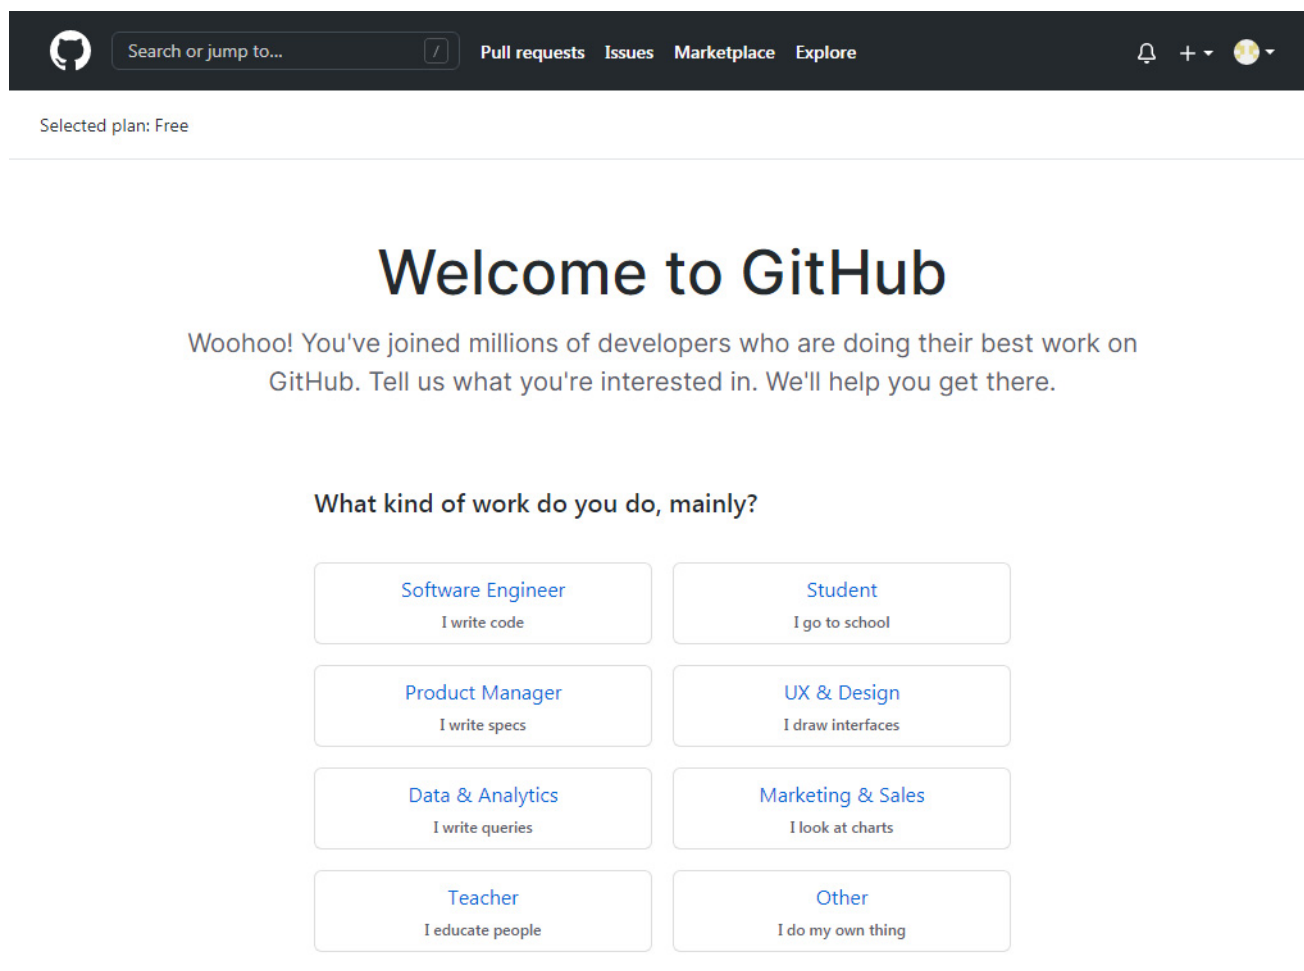 Search or jump to... /
Pull requests Issues Marketplace Explore
Selected plan: Free
Welcome to GitHub
Woohoo! You've joined millions of developers who are doing their best work on
GitHub. Tell us what you're interested in. We'll help you get there.
What kind of work do you do, mainly?
Software Engineer
I write code
Student
I go to school
Product Manager
I write specs
UX & Design
I draw interfaces
Data & Analytics
I write queries
Marketing & Sales
I look at charts
Teacher
I educate people
Other
I do my own thing